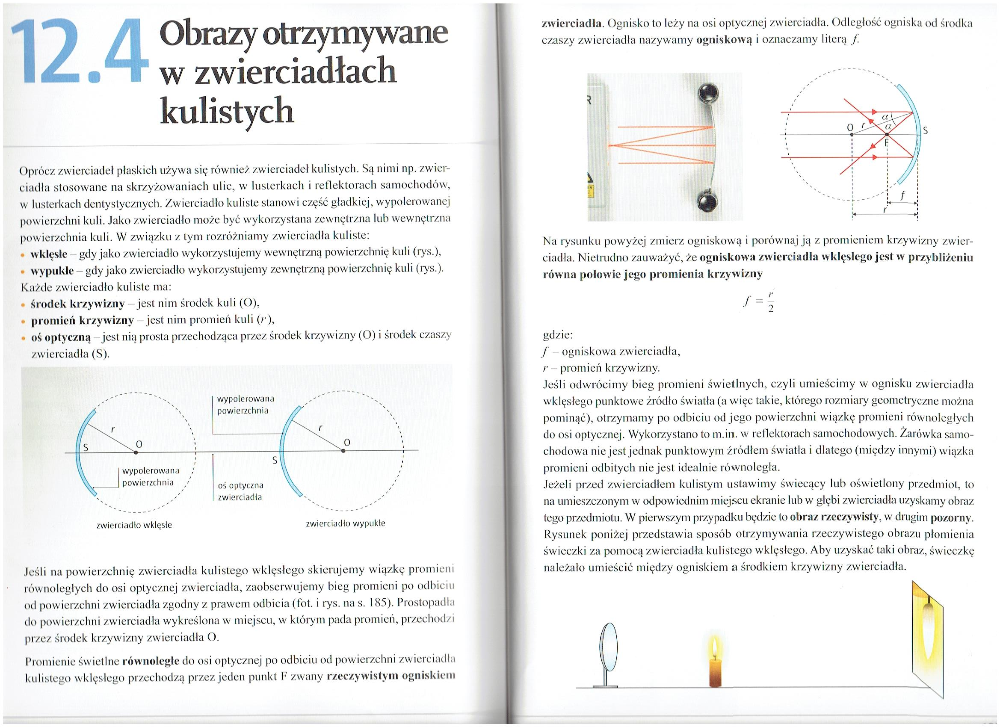 12.4 Obrazy otrzymywane
w zwierciadłach
kulistych
Oprócz zwierciadeł płaskich używa się również zwierciadeł kulistych. Są nimi np. zwier-
ciadła stosowane na skrzyżowaniach ulic, w lusterkach i reflektorach samochodów,
w lusterkach dentystycznych. Zwierciadło kuliste stanowi część gładkiej, wypolerowanej
powierzchni kuli. Jako zwierciadło może być wykorzystana zewnętrzna lub wewnętrzna
powierzchnia kuli. W związku z tym rozróżniamy zwierciadła kuliste:
• wklęsłe – gdy jako zwierciadło wykorzystujemy wewnętrzną powierzchnię kuli (rys.),
• wypukłe – gdy jako zwierciadło wykorzystujemy zewnętrzną powierzchnię kuli (rys.).
Każde zwierciadło kuliste ma:
• środek krzywizny – jest nim środek kuli (O),
• promień krzywizny – jest nim promień kuli (r),
• oś optyczną – jest nią prosta przechodząca przez środek krzywizny (O) i środek czaszy
zwierciadła (S).
wypolerowana
powierzchnia
r
r
S
O
O
S
wypolerowana
powierzchnia
oś optyczna
zwierciadła
zwierciadło wklęsłe
zwierciadło wypukłe
Jeśli na powierzchnię zwierciadła kulistego wklęsłego skierujemy wiązkę promieni
równoległych do osi optycznej zwierciadła, zaobserwujemy bieg promieni po odbiciu
od powierzchni zwierciadła zgodny z prawem odbicia (fot. i rys. na s. 185). Prostopadła
do powierzchni zwierciadła wykreślona w miejscu, w którym pada promień, przechodzi
przez środek krzywizny zwierciadła O.
Promienie świetlne równoległe do osi optycznej po odbiciu od powierzchni zwierciadła
kulistego wklęsłego przechodzą przez jeden punkt F zwany rzeczywistym ogniskiem
zwierciadła. Ognisko to leży na osi optycznej zwierciadła. Odległość ogniska od środka
czaszy zwierciadła nazywamy ogniskową i oznaczamy literą f.
R
α
O
r
α
S
F
f
r
Na rysunku powyżej zmierz ogniskową i porównaj ją z promieniem krzywizny zwier-
ciadła. Nietrudno zauważyć, że ogniskowa zwierciadła wklęsłego jest w przybliżeniu
równa połowie jego promienia krzywizny
f = r/2
gdzie:
f – ogniskowa zwierciadła,
r – promień krzywizny.
Jeśli odwrócimy bieg promieni świetlnych, czyli umieścimy w ognisku zwierciadła
wklęsłego punktowe źródło światła (a więc takie, którego rozmiary geometryczne można
pominąć), otrzymamy po odbiciu od jego powierzchni wiązkę promieni równoległych
do osi optycznej. Wykorzystano to m.in. w reflektorach samochodowych. Żarówka samo-
chodowa nie jest jednak punktowym źródłem światła i dlatego (między innymi) wiązka
promieni odbitych nie jest idealnie równoległa.
Jeżeli przed zwierciadłem kulistym ustawimy świecący lub oświetlony przedmiot, to
na umieszczonym w odpowiednim miejscu ekranie lub w głębi zwierciadła uzyskamy obraz
tego przedmiotu. W pierwszym przypadku będzie to obraz rzeczywisty, w drugim pozorny.
Rysunek poniżej przedstawia sposób otrzymywania rzeczywistego obrazu płomienia
świeczki za pomocą zwierciadła kulistego wklęsłego. Aby uzyskać taki obraz, świeczkę
należało umieścić między ogniskiem a środkiem krzywizny zwierciadła.